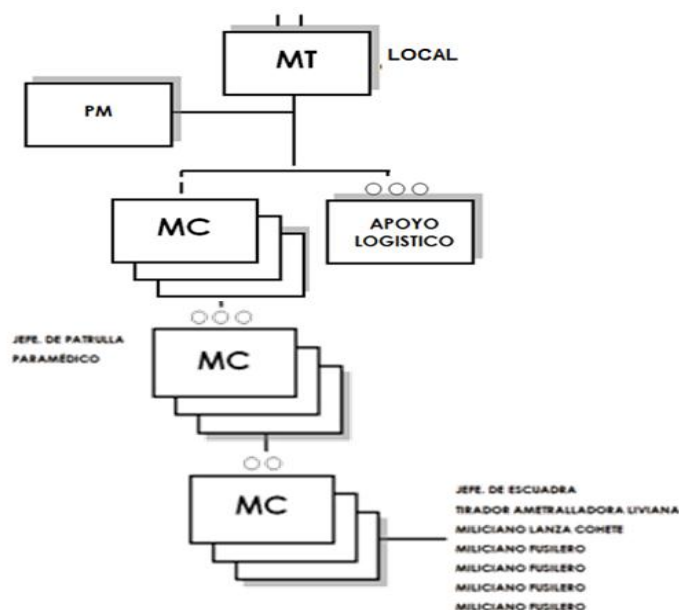 MT
LOCAL
PM
MC
APOYO
LOGISTICO
JEFE. DE PATRULLA
PARAMÉDICO
MC
MC
JEFE. DE ESCUADRA
TIRADOR AMETRALLADORA LIVIANA
MILICIANO LANZA COHETE
MILICIANO FUSILERO
MILICIANO FUSILERO
MILICIANO FUSILERO
MILICIANO FUSILERO